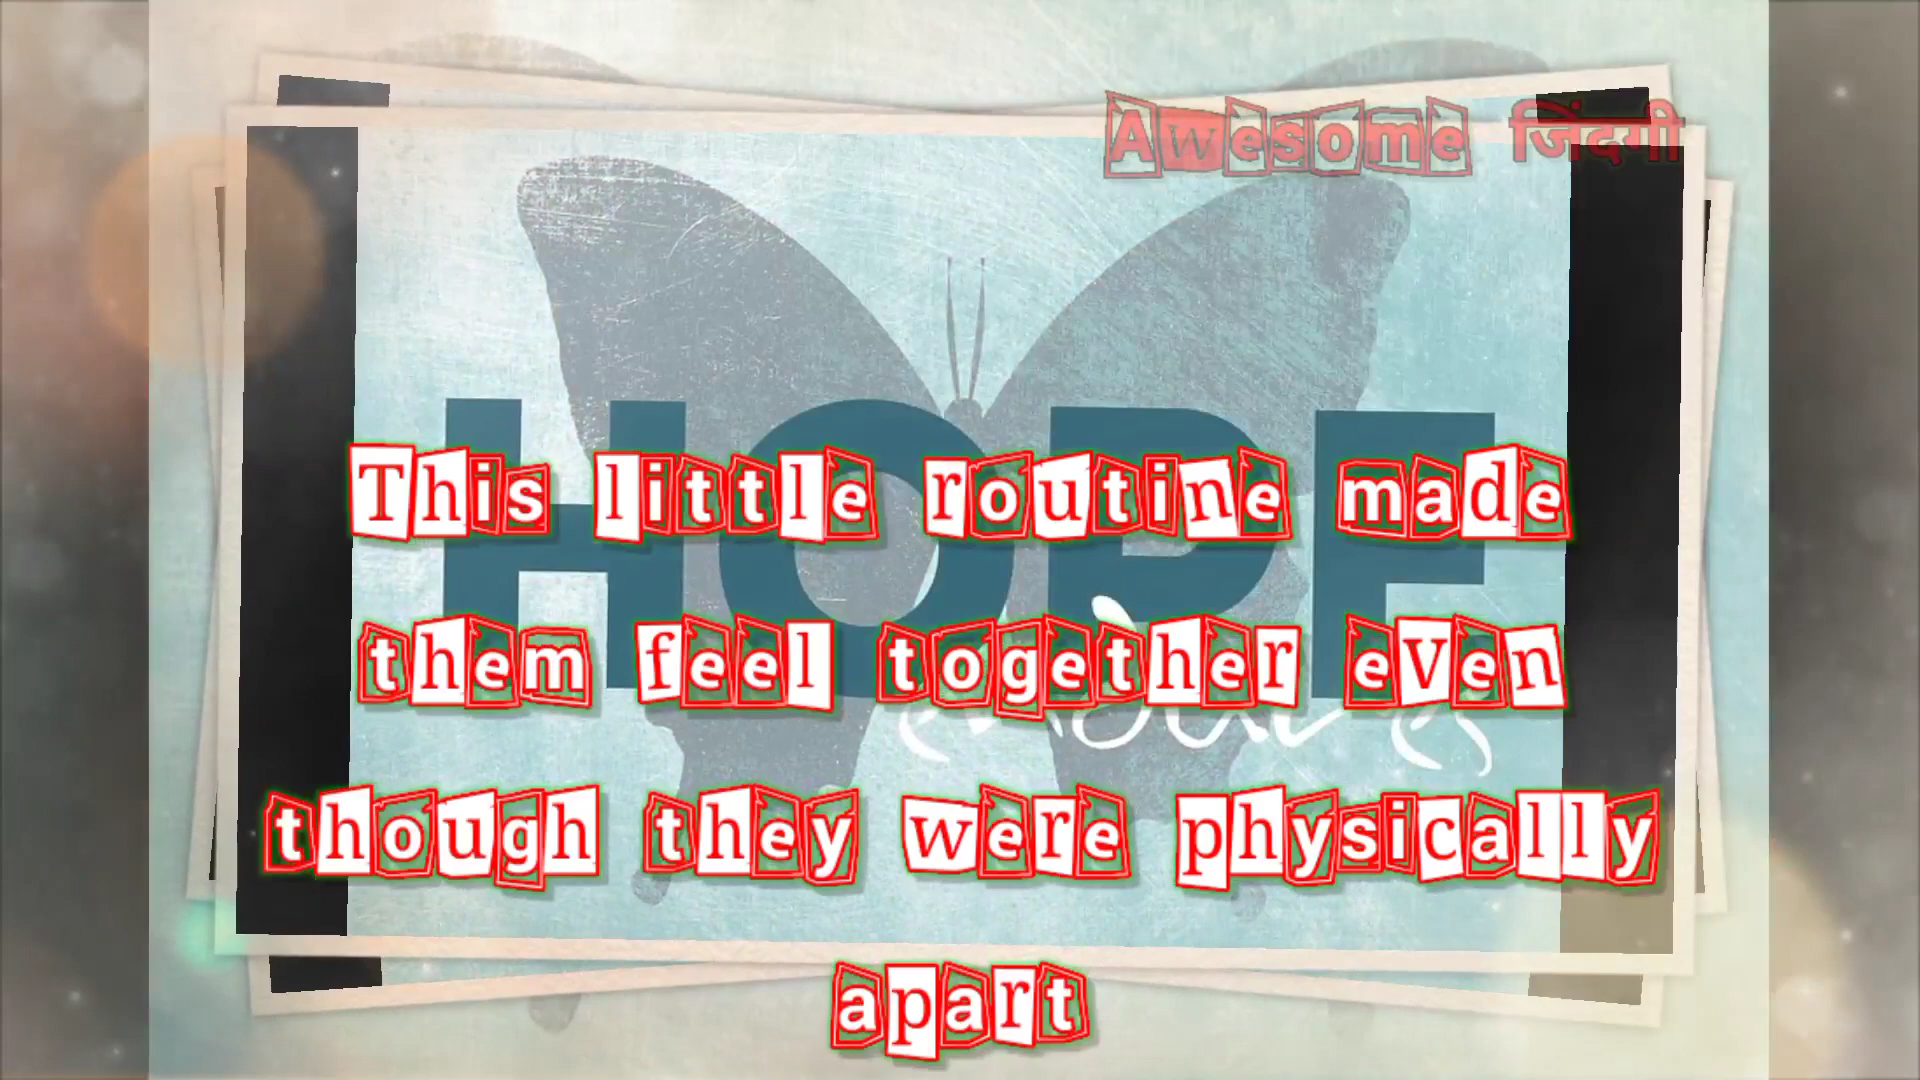 Awesome जिंदगी
HOPE
This little routine made
them feel together even
though they were physically
apart